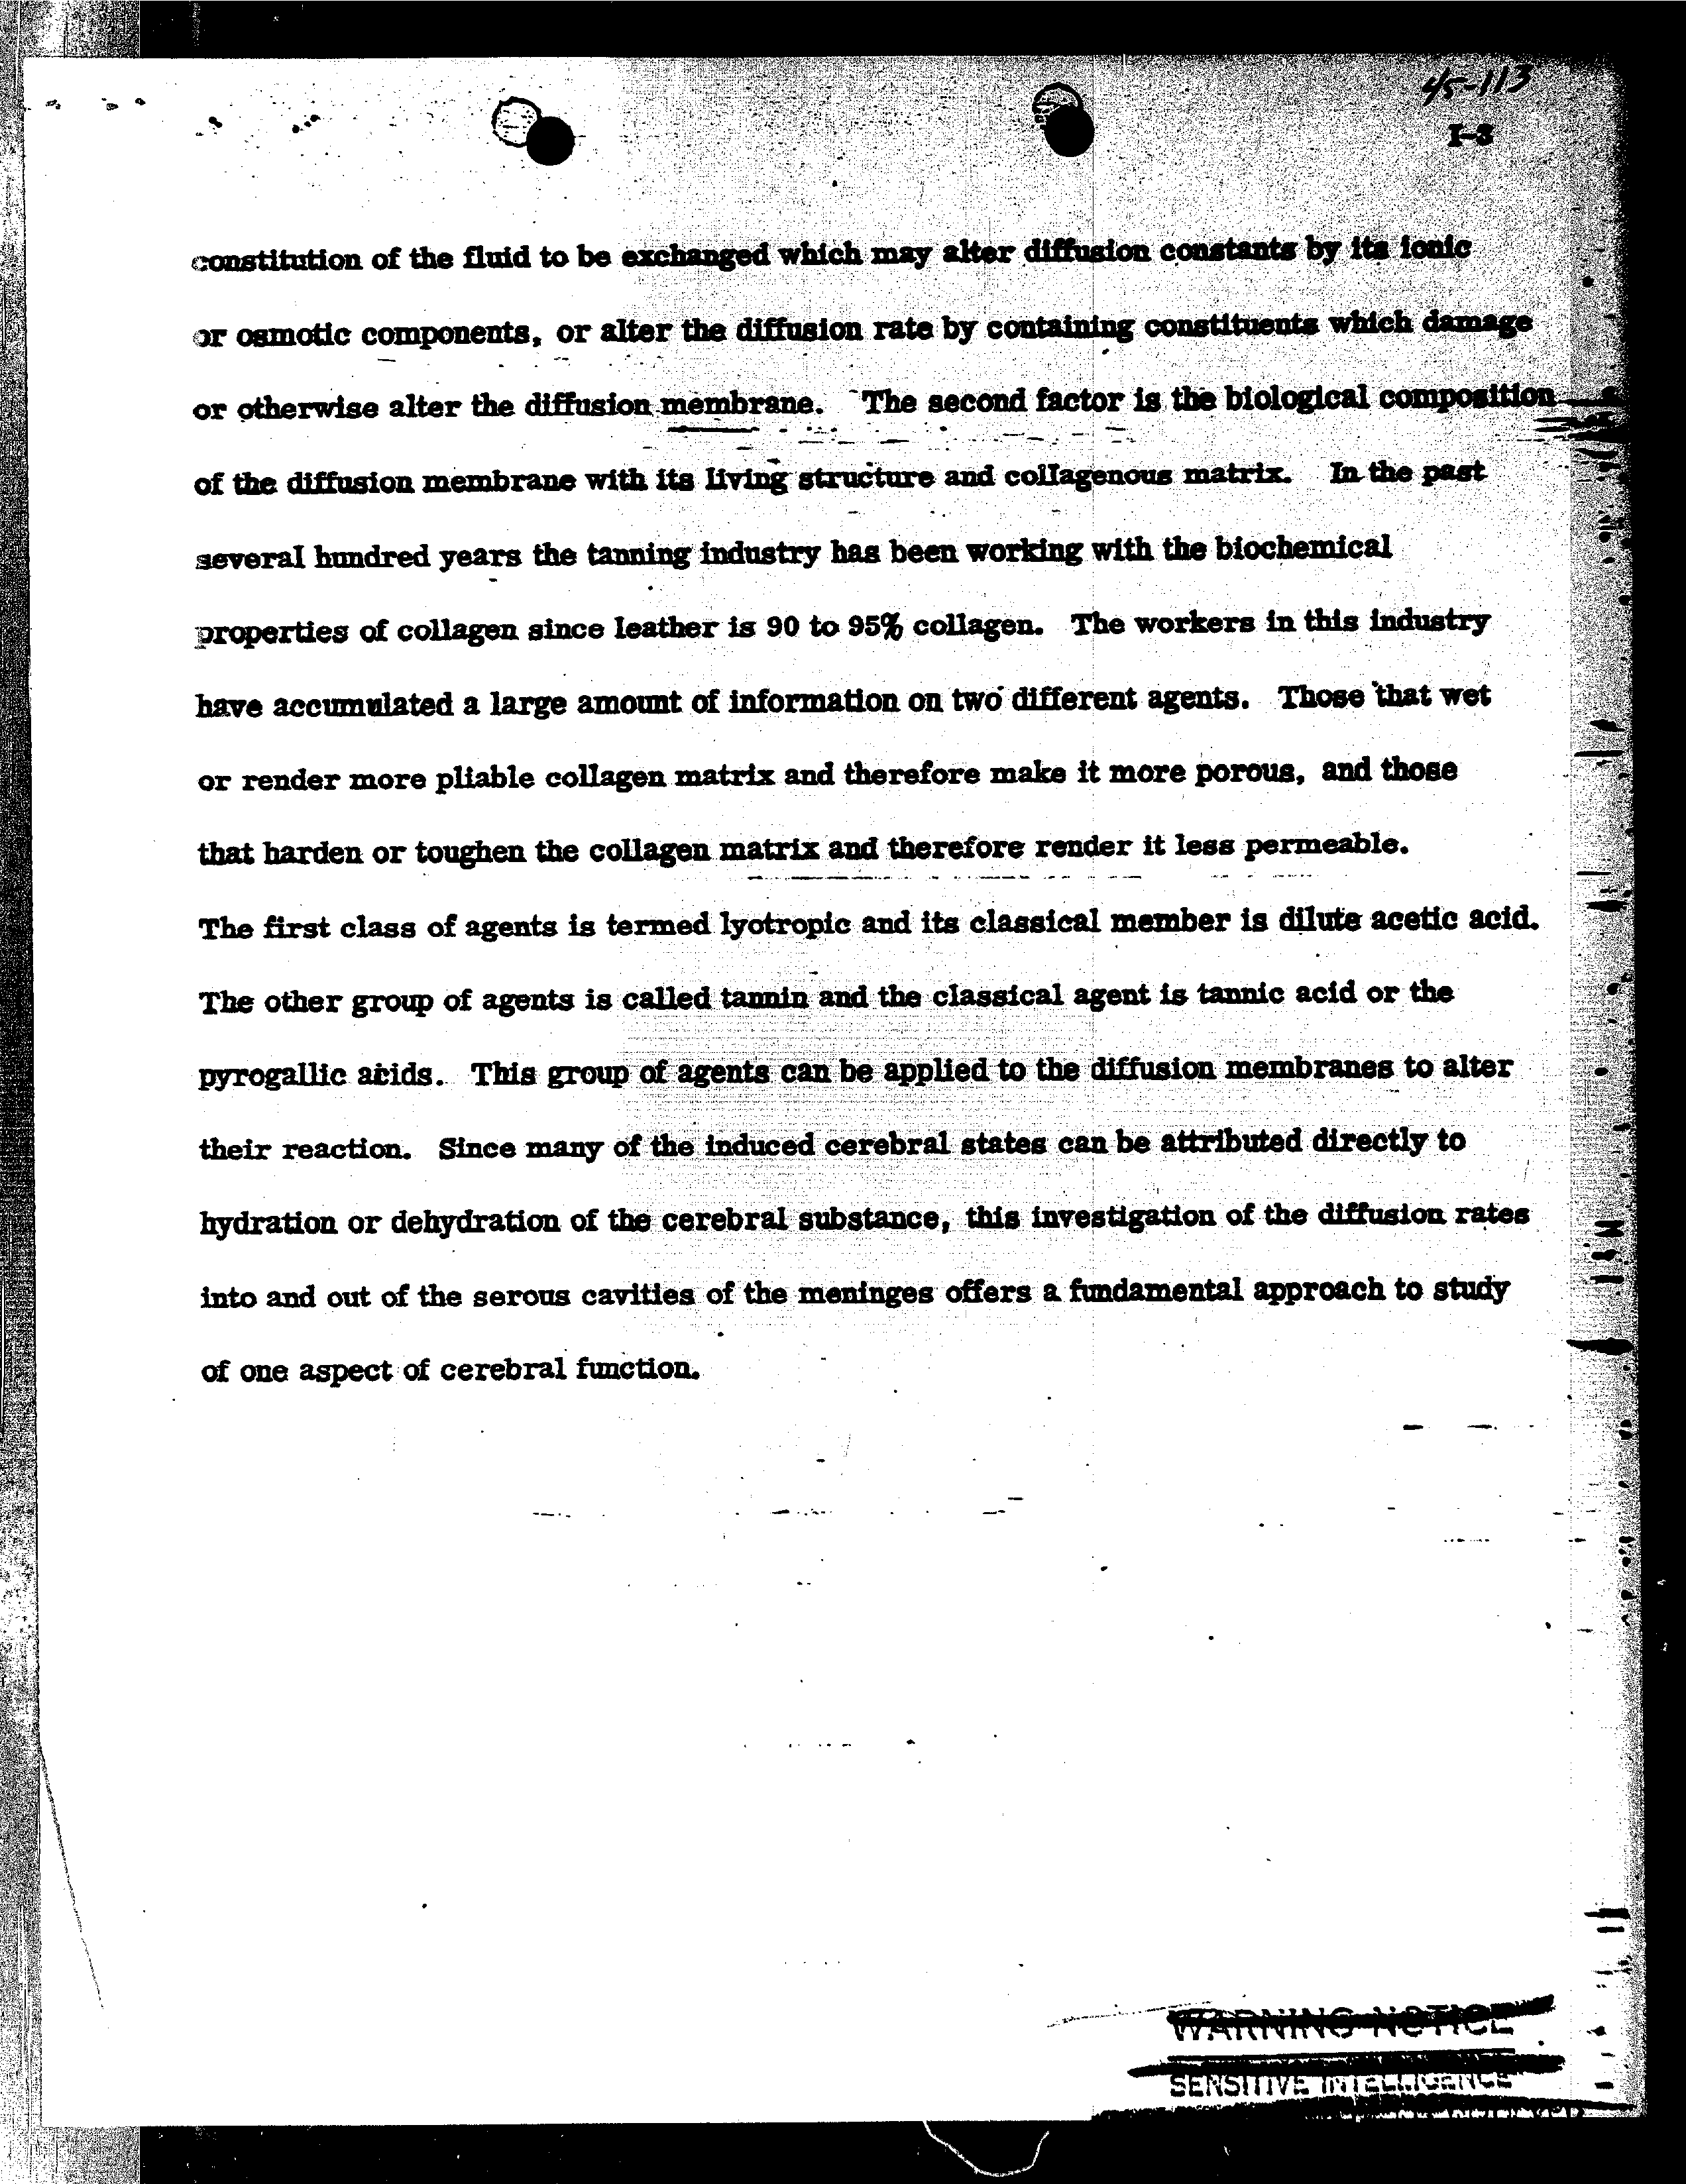 45-113
I-3
constitution of the fluid to be exchanged which may alter diffusion constants by its ionic
or osmotic components, or alter the diffusion rate by containing constituents which damage
or otherwise alter the diffusion membrane. The second factor is the biological composition
of the diffusion membrane with its living structure and collagenous matrix. In the past
several hundred years the tanning industry has been working with the biochemical
properties of collagen since leather is 90 to 95% collagen. The workers in this industry
have accumulated a large amount of information on two different agents. Those that wet
or render more pliable collagen matrix and therefore make it more porous, and those
that harden or toughen the collagen matrix and therefore render it less permeable.
The first class of agents is termed lyotropic and its classical member is dilute acetic acid.
The other group of agents is called tannin and the classical agent is tannic acid or the
pyrogallic acids. This group of agents can be applied to the diffusion membranes to alter
their reaction. Since many of the induced cerebral states can be attributed directly to
hydration or dehydration of the cerebral substance, this investigation of the diffusion rates
into and out of the serous cavities of the meninges offers a fundamental approach to study
of one aspect of cerebral function.
WARNING NOTICE
SENSITIVE INTELLIGENCE